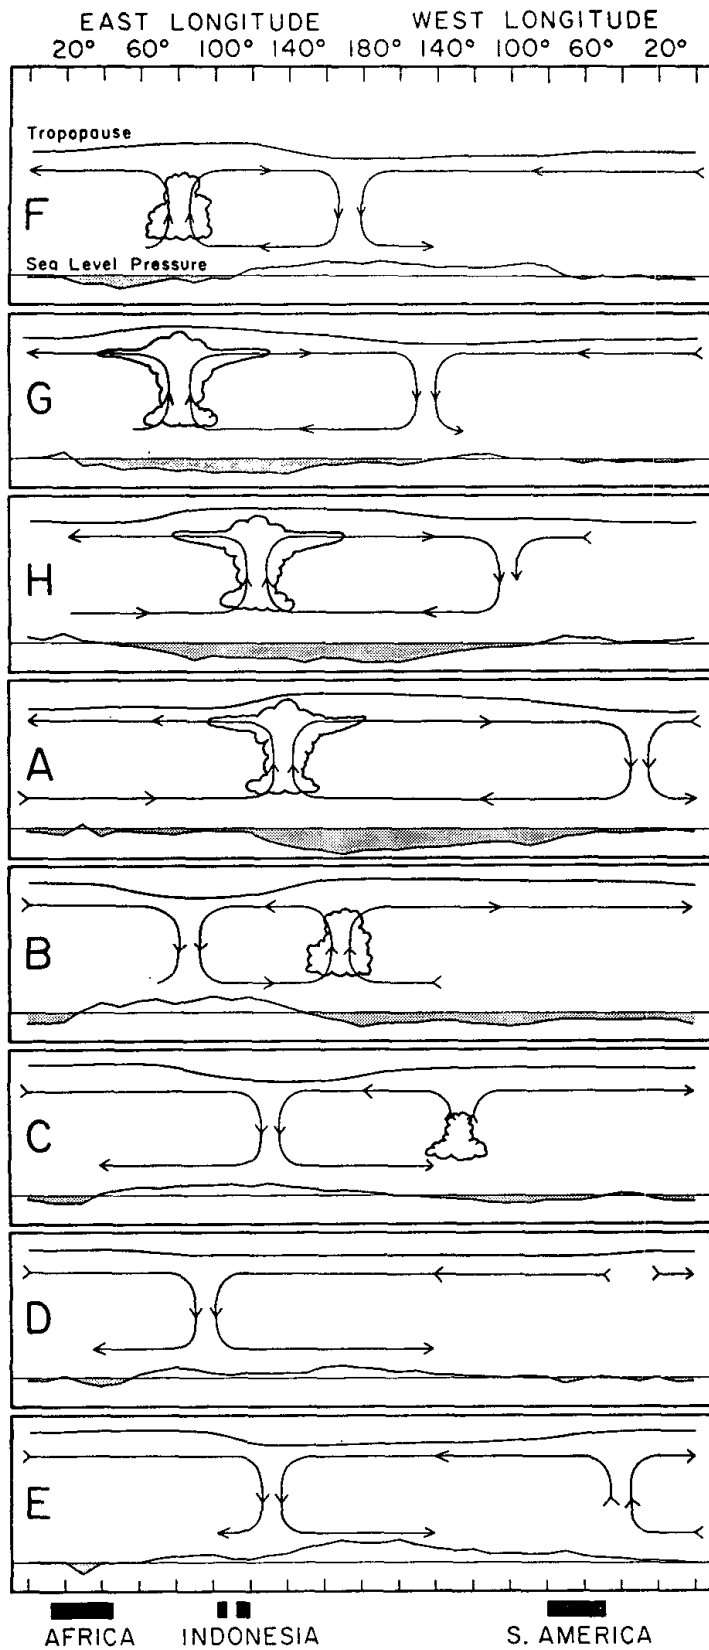 EAST LONGITUDE WEST LONGITUDE
20° 60° 100° 140° 180° 140° 100° 60° 20°
Tropopause
F
Sea Level Pressure
G
H
A
B
C
D
E
AFRICA INDONESIA S. AMERICA